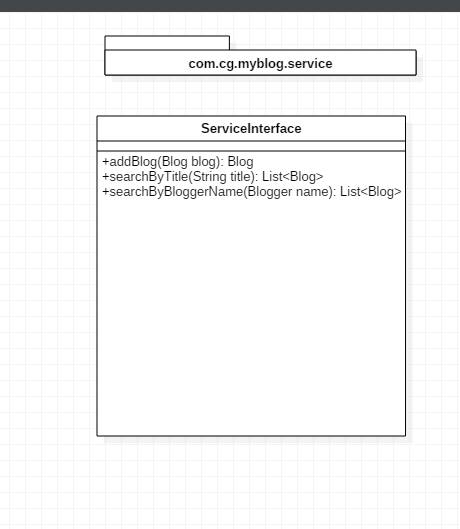 com.cg.myblog.service
ServiceInterface
+addBlog(Blog blog): Blog
+searchByTitle(String title): List<Blog>
+searchByBloggerName(Blogger name): List<Blog>